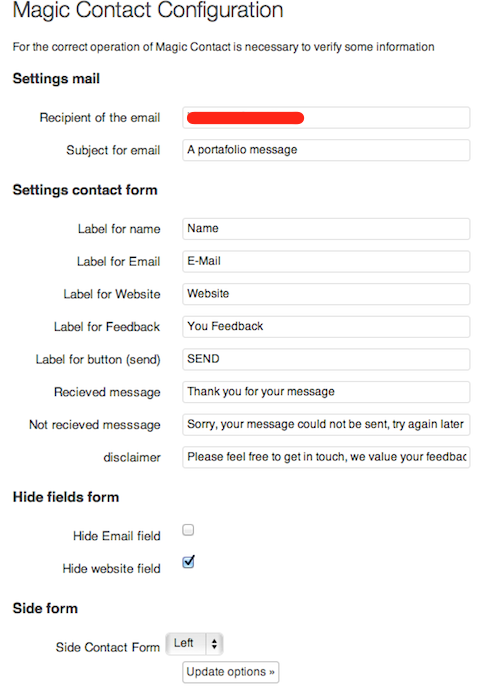 Magic Contact Configuration
For the correct operation of Magic Contact is necessary to verify some information
Settings mail
Recipient of the email
Subject for email A portafolio message
Settings contact form
Label for name Name
Label for Email E-Mail
Label for Website Website
Label for Feedback You Feedback
Label for button (send) SEND
Recieved message Thank you for your message
Not recieved messsage Sorry, your message could not be sent, try again later
disclaimer Please feel free to get in touch, we value your feedbac
Hide fields form
Hide Email field
Hide website field
Side form
Side Contact Form Left
Update options »